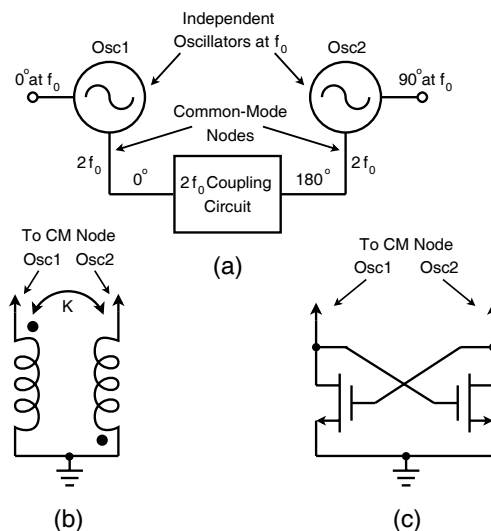 Independent
Oscillators at f0
Osc1
Osc2
0° at f0
90° at f0
Common-Mode
Nodes
2f0
2f0
0°
180°
2f0 Coupling
Circuit
(a)
To CM Node
Osc1 Osc2
K
(b)
To CM Node
Osc1 Osc2
(c)